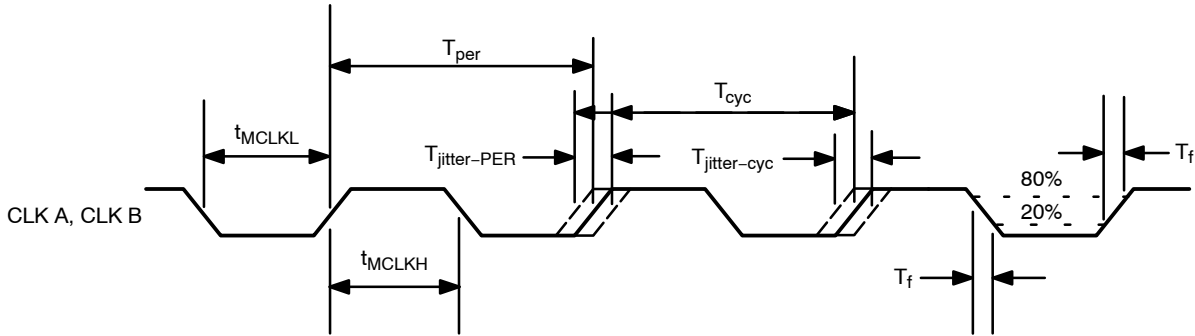 T_per
T_cyc
t_MCLKL
T_jitter−PER
T_jitter−cyc
T_f
80%
20%
CLK A, CLK B
t_MCLKH
T_f